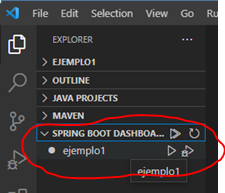 File Edit Selection View Go Ru
EXPLORER
EJEMPLO1
OUTLINE
JAVA PROJECTS
MAVEN
SPRING BOOT DASHBOA...
ejemplo1
ejemplo1